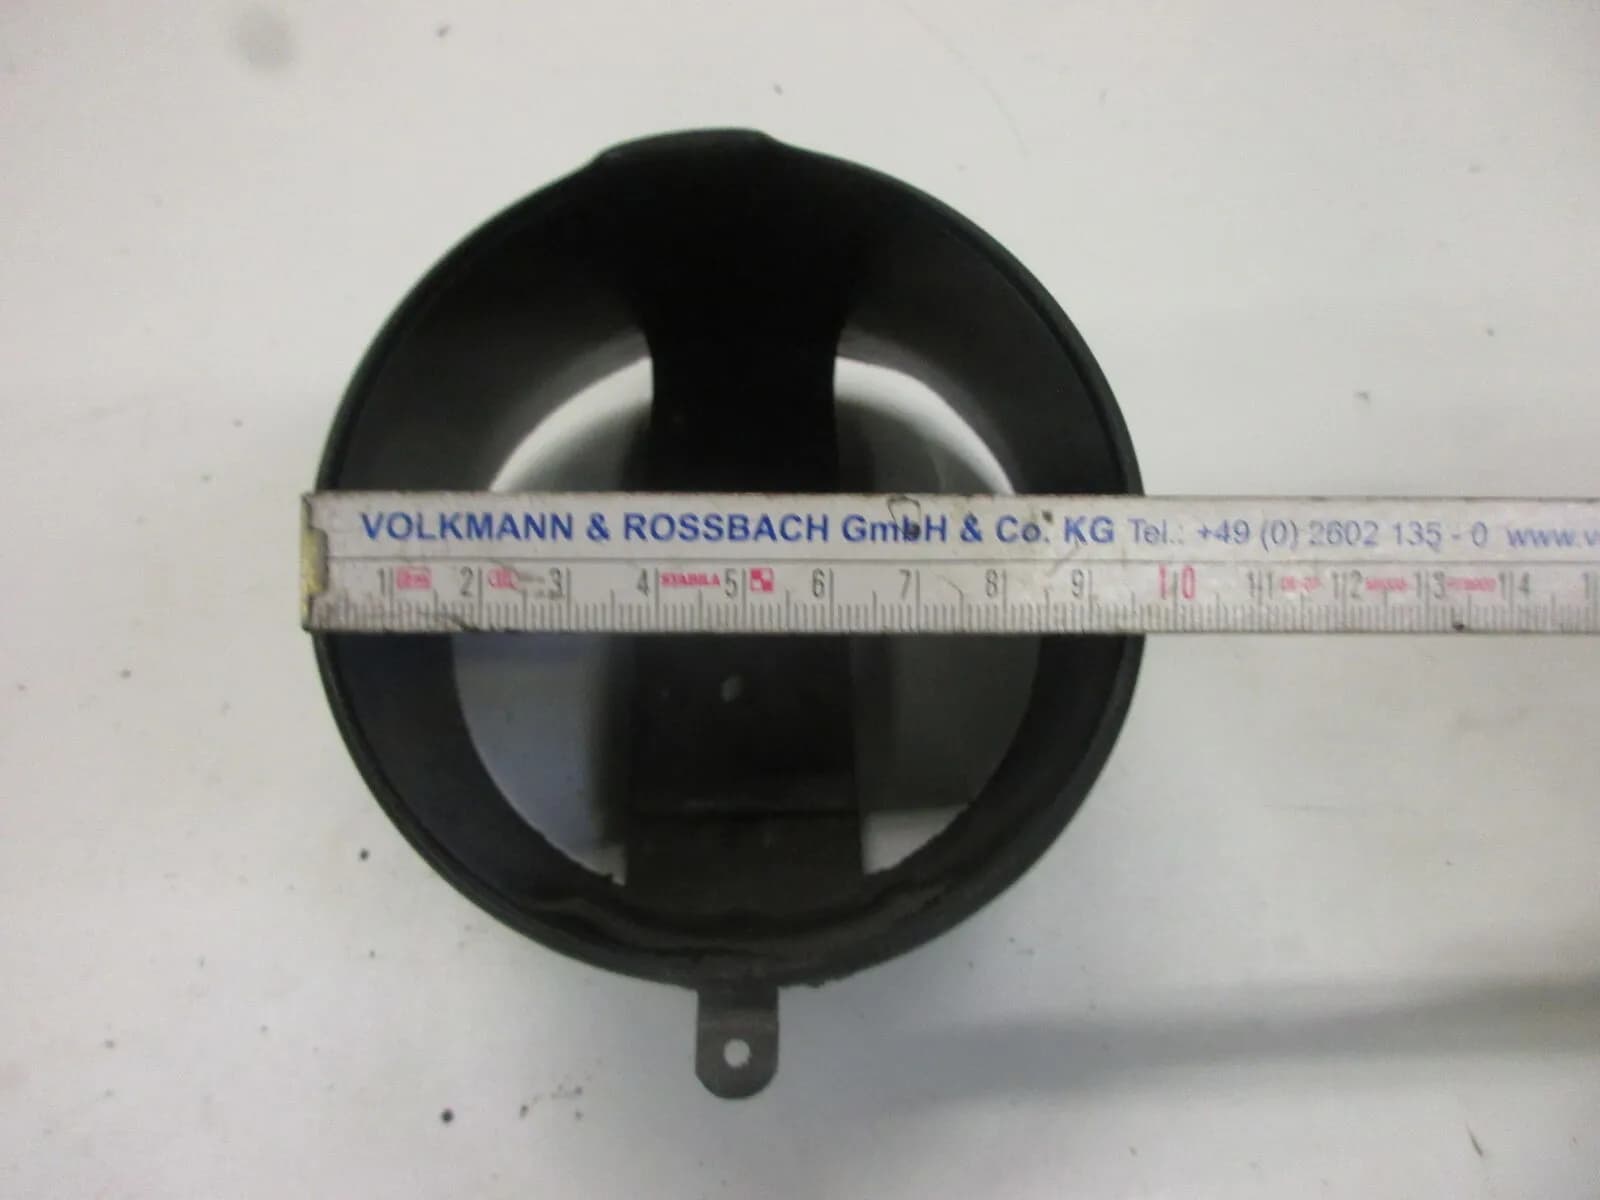 VOLKMANN & ROSSBACH GmbH & Co. KG Tel.: +49 (0) 2602 135 - 0 www.v
1 2 3 4 STABILA 5 6 7 8 9 10 11 12 13 14 1